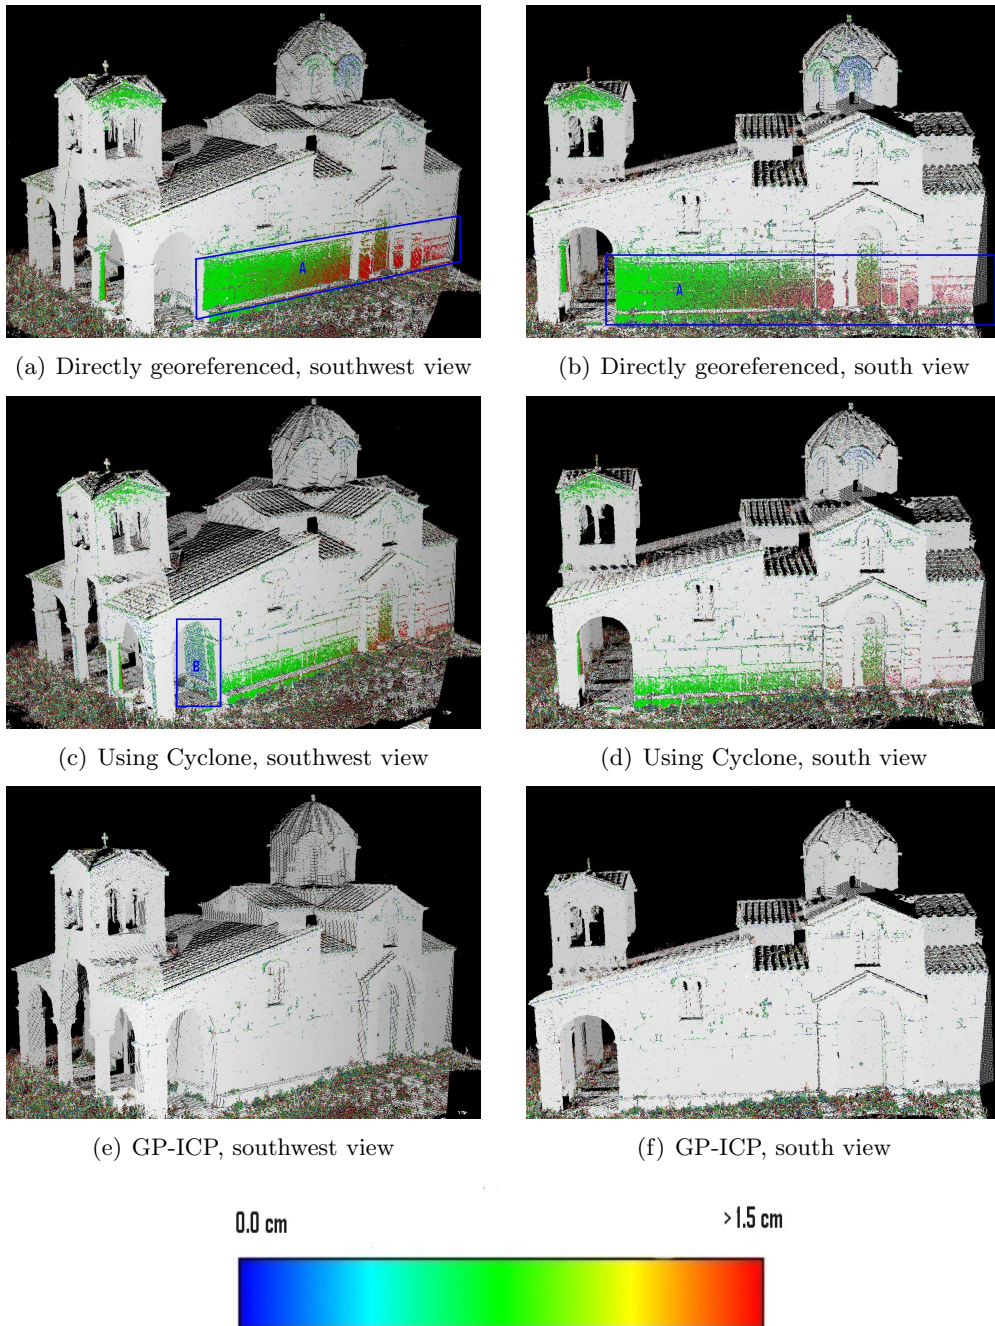 A
A
(a) Directly georeferenced, southwest view
(b) Directly georeferenced, south view
B
(c) Using Cyclone, southwest view
(d) Using Cyclone, south view
(e) GP-ICP, southwest view
(f) GP-ICP, south view
0.0 cm
>1.5 cm